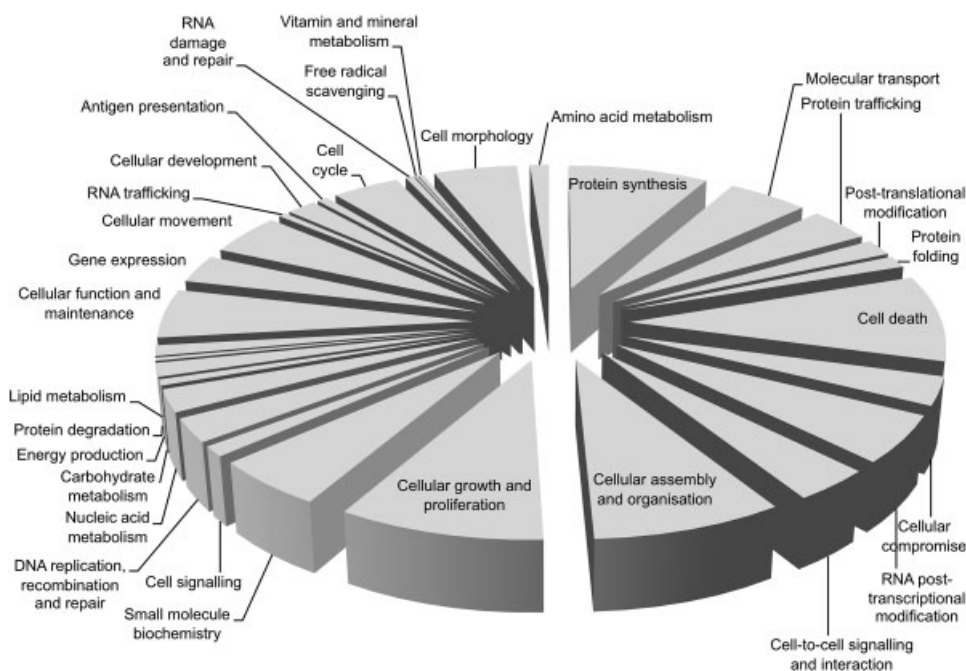 RNA
damage
and repair
Vitamin and mineral
metabolism
Free radical
scavenging
Antigen presentation
Cell morphology
Amino acid metabolism
Molecular transport
Protein trafficking
Cellular development
Cell
cycle
Protein synthesis
RNA trafficking
Cellular movement
Post-translational
modification
Gene expression
Protein
folding
Cellular function and
maintenance
Cell death
Lipid metabolism
Protein degradation
Energy production
Carbohydrate
metabolism
Nucleic acid
metabolism
DNA replication,
recombination
and repair
Cell signalling
Small molecule
biochemistry
Cellular growth and
proliferation
Cellular assembly
and organisation
Cellular
compromise
RNA post-
transcriptional
modification
Cell-to-cell signalling
and interaction